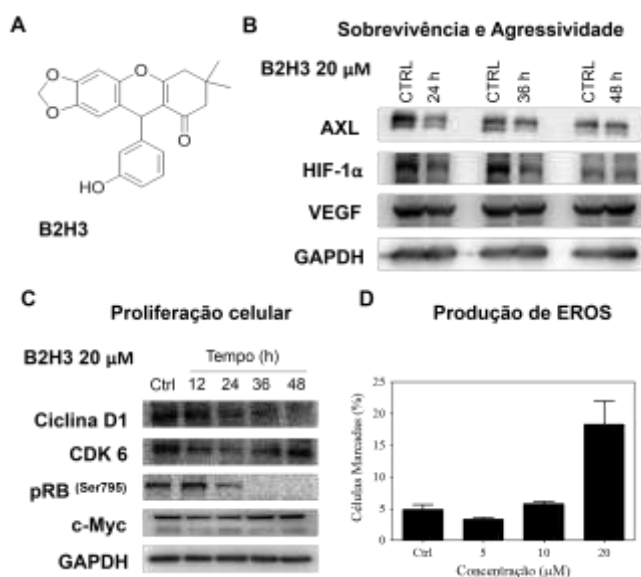 A
O
O
O
O
HO
B2H3
B
Sobrevivência e Agressividade
B2H3 20 µM
CTRL
24 h
CTRL
36 h
CTRL
48 h
AXL
HIF-1α
VEGF
GAPDH
C
Proliferação celular
B2H3 20 µM
Tempo (h)
Ctrl 12 24 36 48
Ciclina D1
CDK 6
pRB (Ser795)
c-Myc
GAPDH
D
Produção de EROS
Células Marcadas (%)
25
20
15
10
5
0
Ctrl 5 10 20
Concentração (µM)